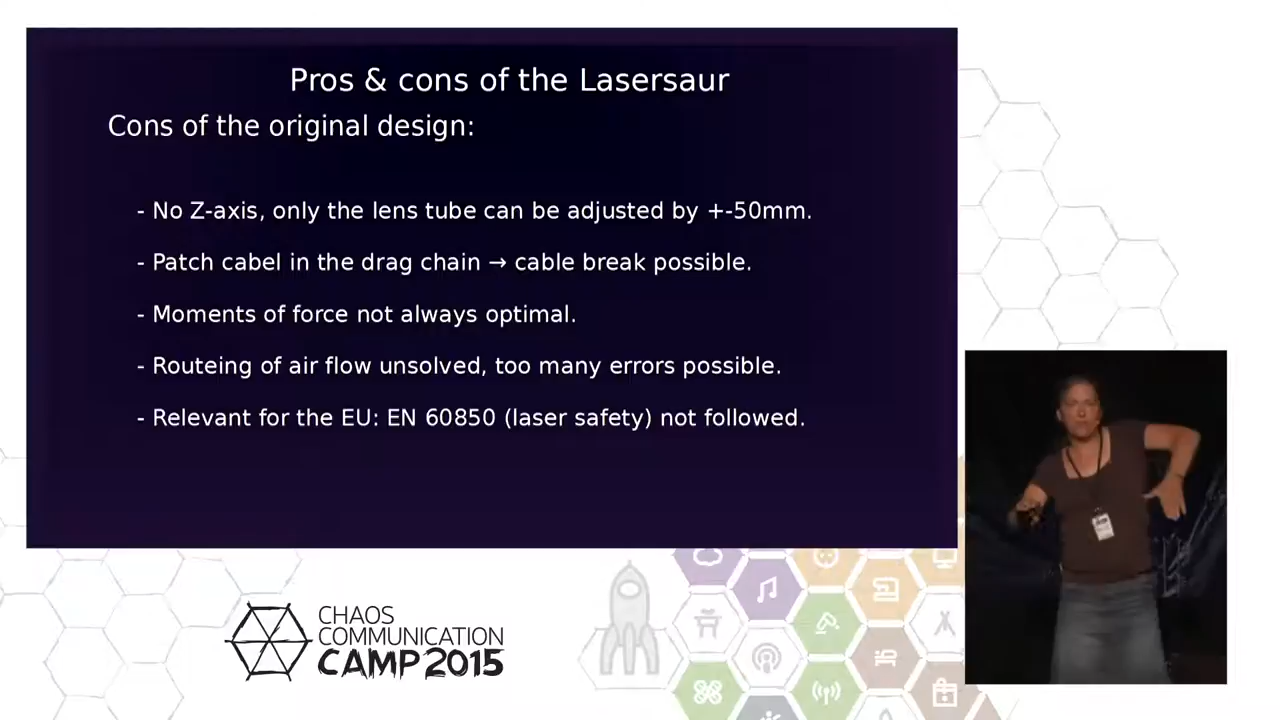 Pros & cons of the Lasersaur
Cons of the original design:
- No Z-axis, only the lens tube can be adjusted by +-50mm.
- Patch cabel in the drag chain → cable break possible.
- Moments of force not always optimal.
- Routeing of air flow unsolved, too many errors possible.
- Relevant for the EU: EN 60850 (laser safety) not followed.
CHAOS
COMMUNICATION
CAMP 2015